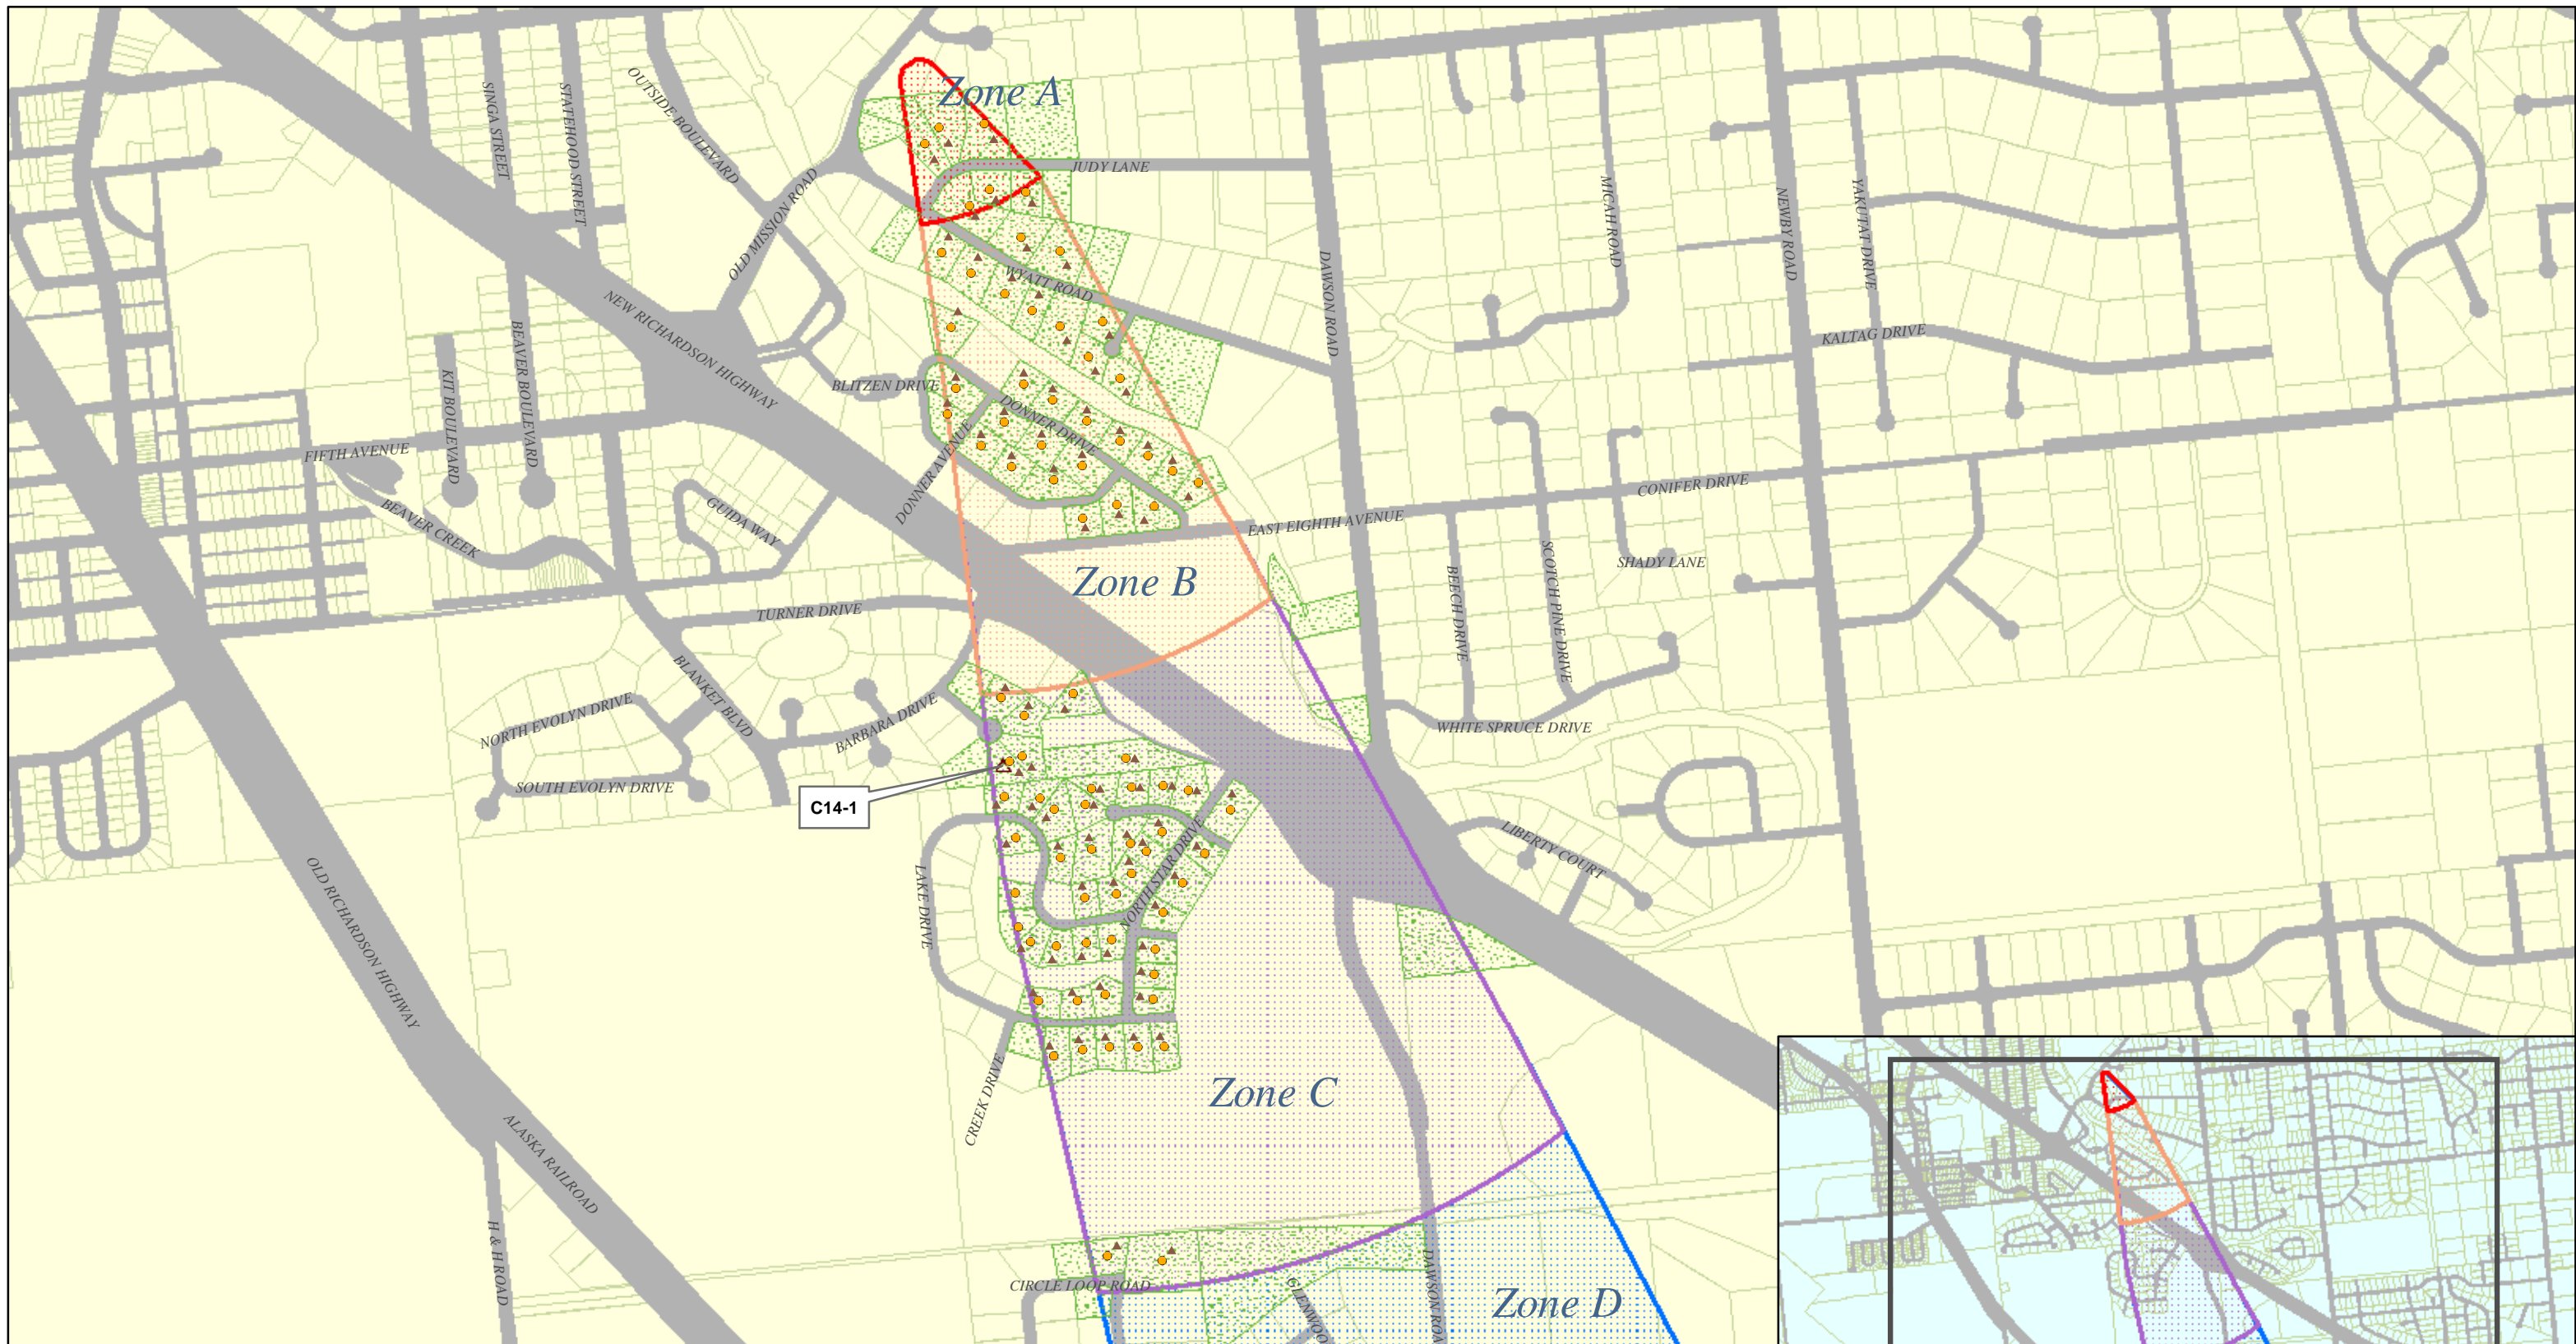 Zone A
SINGA STREET
STATEHOOD STREET
OUTSIDE BOULEVARD
OLD MISSION ROAD
JUDY LANE
MICAH ROAD
NEWBY ROAD
YAKUTAT DRIVE
WYATT ROAD
DAWSON ROAD
NEW RICHARDSON HIGHWAY
KALTAG DRIVE
BEAVER BOULEVARD
KIT BOULEVARD
BLITZEN DRIVE
DONNER DRIVE
DONNER AVENUE
FIFTH AVENUE
BEAVER CREEK
GUIDA WAY
CONIFER DRIVE
EAST EIGHTH AVENUE
SHADY LANE
SCOTCH PINE DRIVE
BEECH DRIVE
Zone B
TURNER DRIVE
BLANKET BLVD
NORTH EVOLYN DRIVE
BARBARA DRIVE
WHITE SPRUCE DRIVE
SOUTH EVOLYN DRIVE
C14-1
LIBERTY COURT
NORTH STAR DRIVE
LAKE DRIVE
OLD RICHARDSON HIGHWAY
Zone C
CREEK DRIVE
ALASKA RAILROAD
H & H ROAD
CIRCLE LOOP ROAD
GLENWOO
DAWSON ROA
Zone D